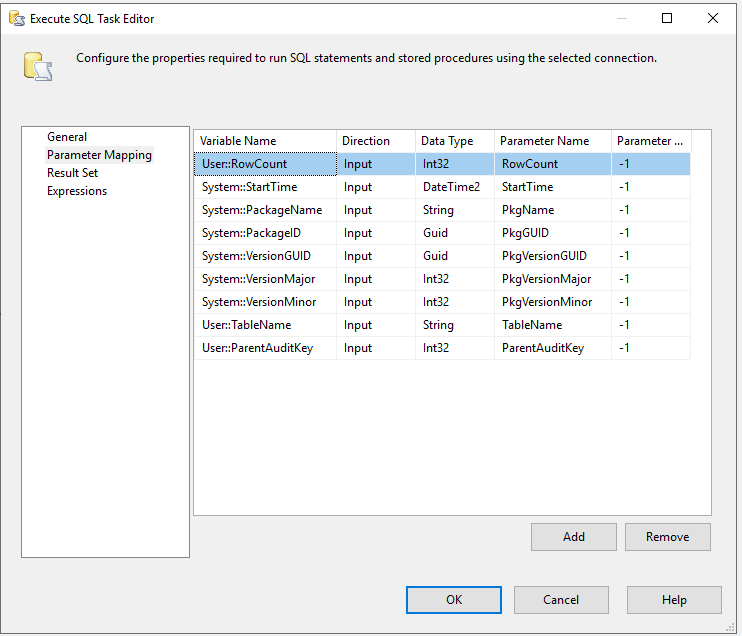 Execute SQL Task Editor
Configure the properties required to run SQL statements and stored procedures using the selected connection.
General
Parameter Mapping
Result Set
Expressions
Variable Name Direction Data Type Parameter Name Parameter ...
User::RowCount Input Int32 RowCount -1
System::StartTime Input DateTime2 StartTime -1
System::PackageName Input String PkgName -1
System::PackageID Input Guid PkgGUID -1
System::VersionGUID Input Guid PkgVersionGUID -1
System::VersionMajor Input Int32 PkgVersionMajor -1
System::VersionMinor Input Int32 PkgVersionMinor -1
User::TableName Input String TableName -1
User::ParentAuditKey Input Int32 ParentAuditKey -1
Add Remove
OK Cancel Help